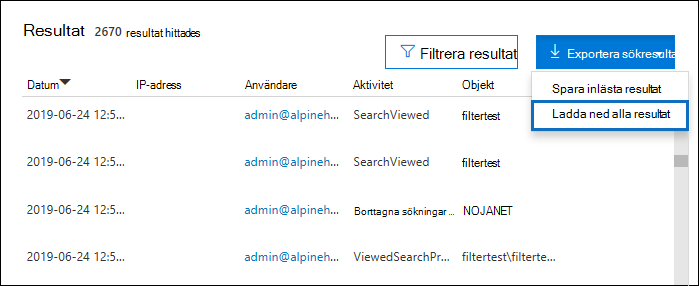 Resultat 2670 resultat hittades
Filtrera resultat
Exportera sökresulta
Spara inlästa resultat
Ladda ned alla resultat
Datum IP-adress Användare Aktivitet Objekt
2019-06-24 12:5... admin@alpineh... SearchViewed filtertest
2019-06-24 12:5... admin@alpineh... SearchViewed filtertest
2019-06-24 12:5... admin@alpineh... Borttagna sökningar ... NOJANET
2019-06-24 12:5... admin@alpineh... ViewedSearchPr... filtertest\filterte...